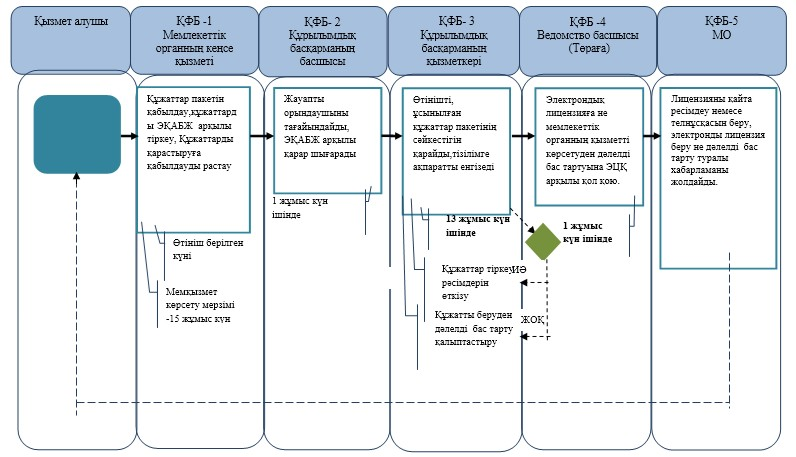 Қызмет алушы
ҚФБ -1
Мемлекеттік
органның кеңсе
қызметі
ҚФБ- 2
Құрылымдық
басқарманың
басшысы
ҚФБ- 3
Құрылымдық
басқарманың
қызметкері
ҚФБ -4
Ведомство басшысы
(Төраға)
ҚФБ-5
МО
Құжаттар пакетін
қабылдау,құжаттард
ы ЭҚАБЖ арқылы
тіркеу, Құжаттарды
қарастыруға
қабылдауды растау
Жауапты
орындаушыны
тағайындайды,
ЭҚАБЖ арқылы
қарар шығарады
Өтінішті,
ұсынылған
құжаттар пакетінің
сәйкестігін
қарайды,тізілімге
ақпаратты енгізеді
Электрондық
лицензияға не
мемлекеттік
органның қызметті
көрсетуден дәлелді
бас тартуына ЭЦҚ
арқылы қол қою.
Лицензияны қайта
ресімдеу немесе
телнұсқасын беру,
электронды лицензия
беру не дәлелді бас
тарту туралы
хабарламаны
жолдайды.
1 жұмыс күн
ішінде
13 жұмыс күн
ішінде
1 жұмыс
күн ішінде
Өтініш берілген
күні
Мемқызмет
көрсету мерзімі
-15 жұмыс күн
Құжаттар тіркеу
рәсімдерін
өткізу
ИӘ
Құжатты беруден
дәлелді бас тарту
қалыптастыру
ЖОҚ